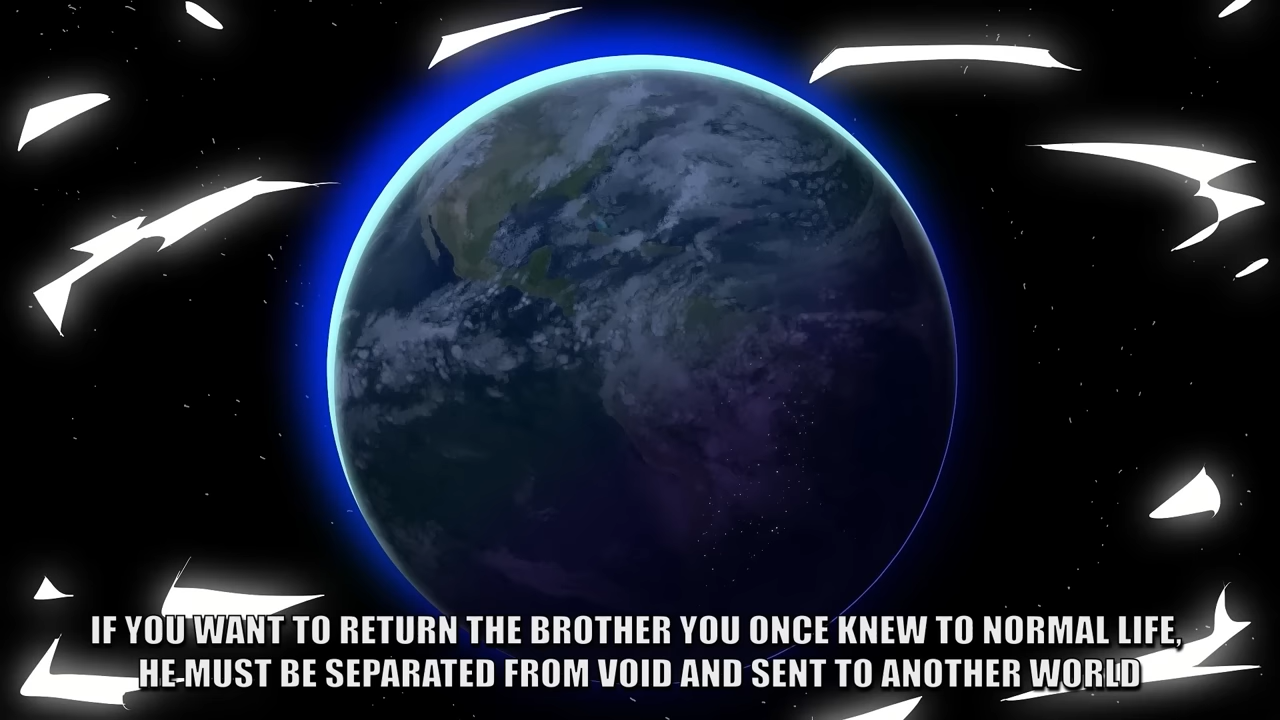 IF YOU WANT TO RETURN THE BROTHER YOU ONCE KNEW TO NORMAL LIFE,
HE MUST BE SEPARATED FROM VOID AND SENT TO ANOTHER WORLD